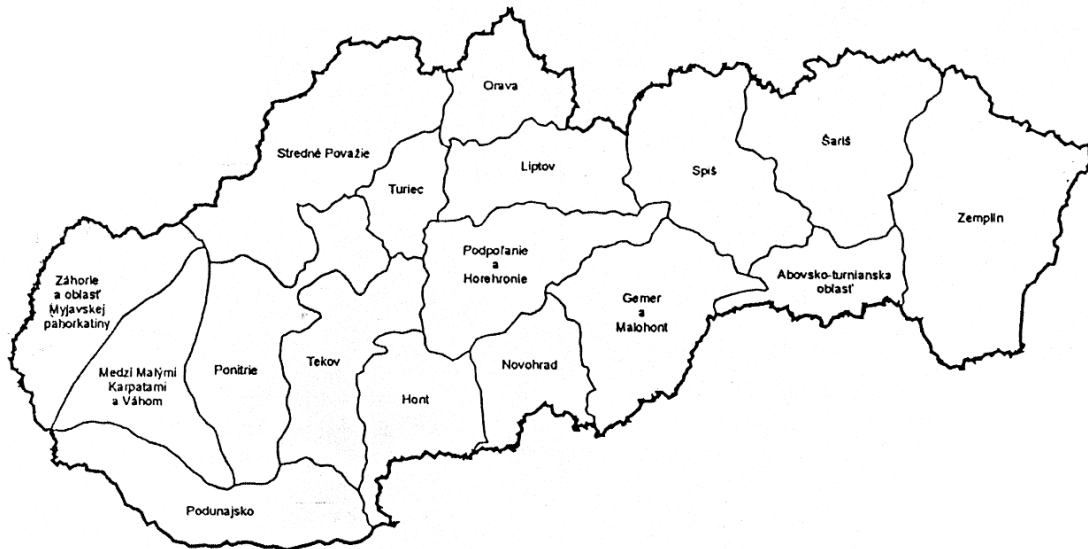 Orava
Stredné Považie
Turiec
Liptov
Spiš
Šariš
Zemplín
Podpoľanie
a
Horehronie
Abovsko-turnianska
oblasť
Záhorie
a oblasť
Myjavskej
pahorkatiny
Gemer
a
Malohont
Medzi Malými
Karpatami
a Váhom
Ponitrie
Tekov
Novohrad
Hont
Podunajsko